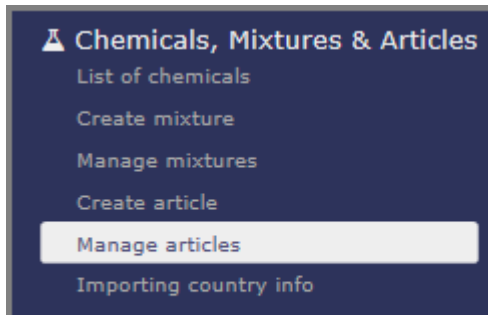 Chemicals, Mixtures & Articles
List of chemicals
Create mixture
Manage mixtures
Create article
Manage articles
Importing country info